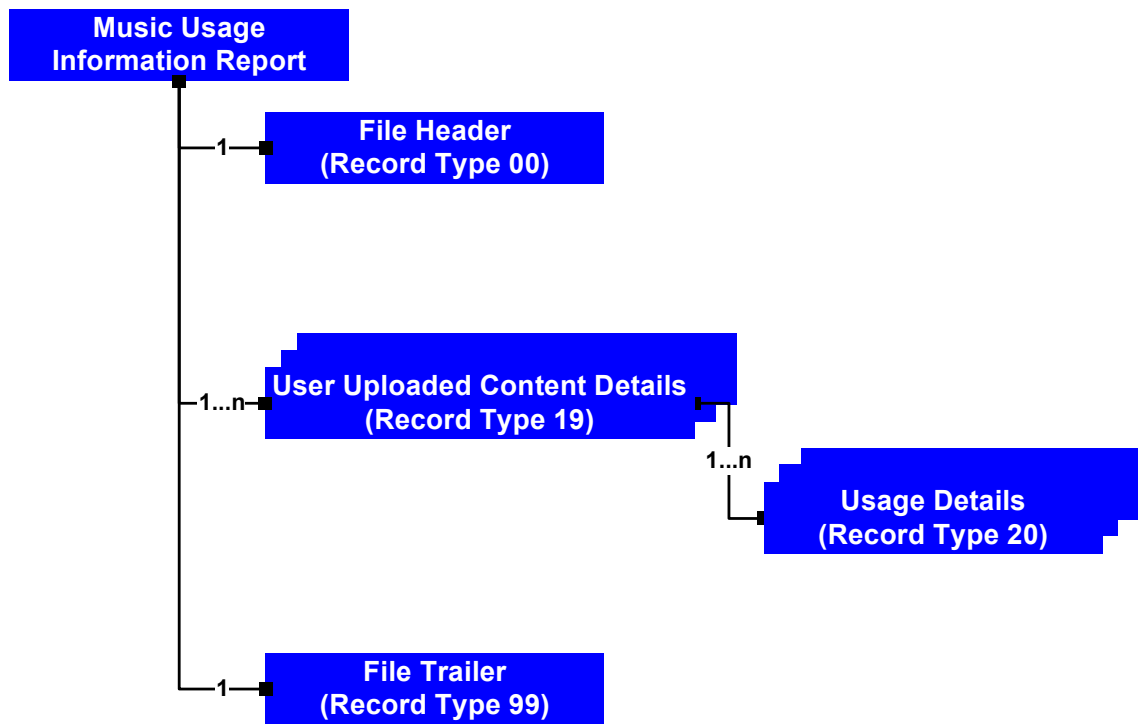 Music Usage
Information Report
1
File Header
(Record Type 00)
1...n
User Uploaded Content Details
(Record Type 19)
1...n
Usage Details
(Record Type 20)
1
File Trailer
(Record Type 99)